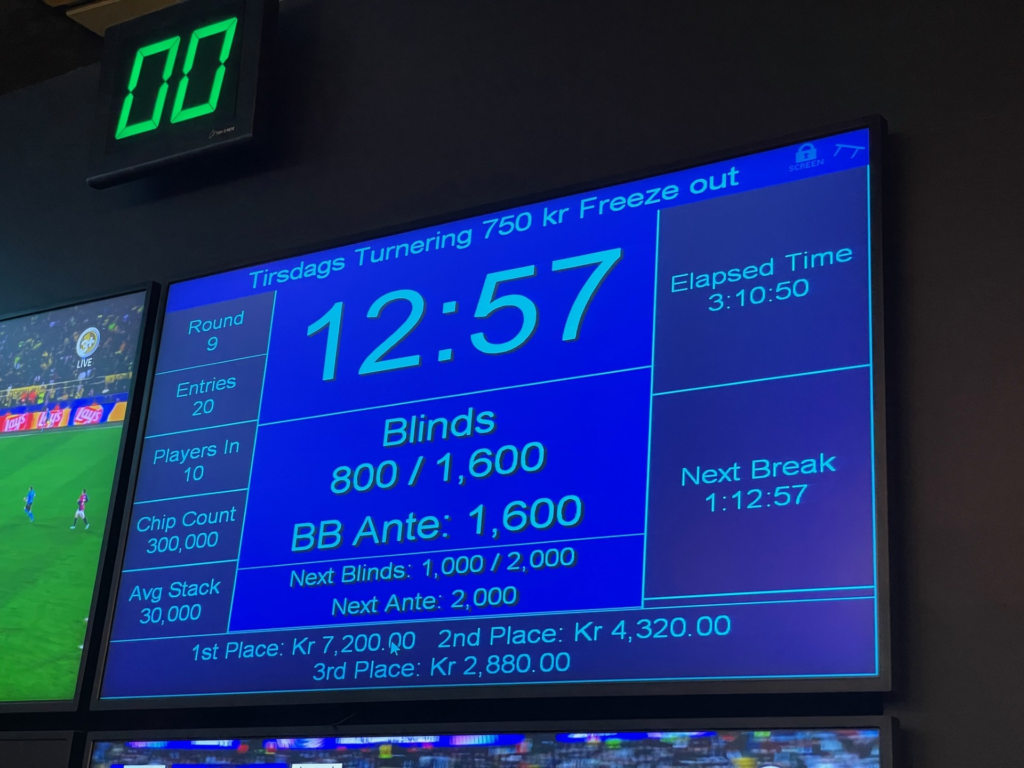 00
SCREEN
Tirsdags Turnering 750 kr Freeze out
12:57
Round
9
Entries
20
Players In
10
Chip Count
300,000
Avg Stack
30,000
Blinds
800 / 1,600
BB Ante: 1,600
Next Blinds: 1,000 / 2,000
Next Ante: 2,000
Elapsed Time
3:10:50
Next Break
1:12:57
1st Place: Kr 7,200.00 2nd Place: Kr 4,320.00
3rd Place: Kr 2,880.00
LIVE
Lay's Lay's Lay's